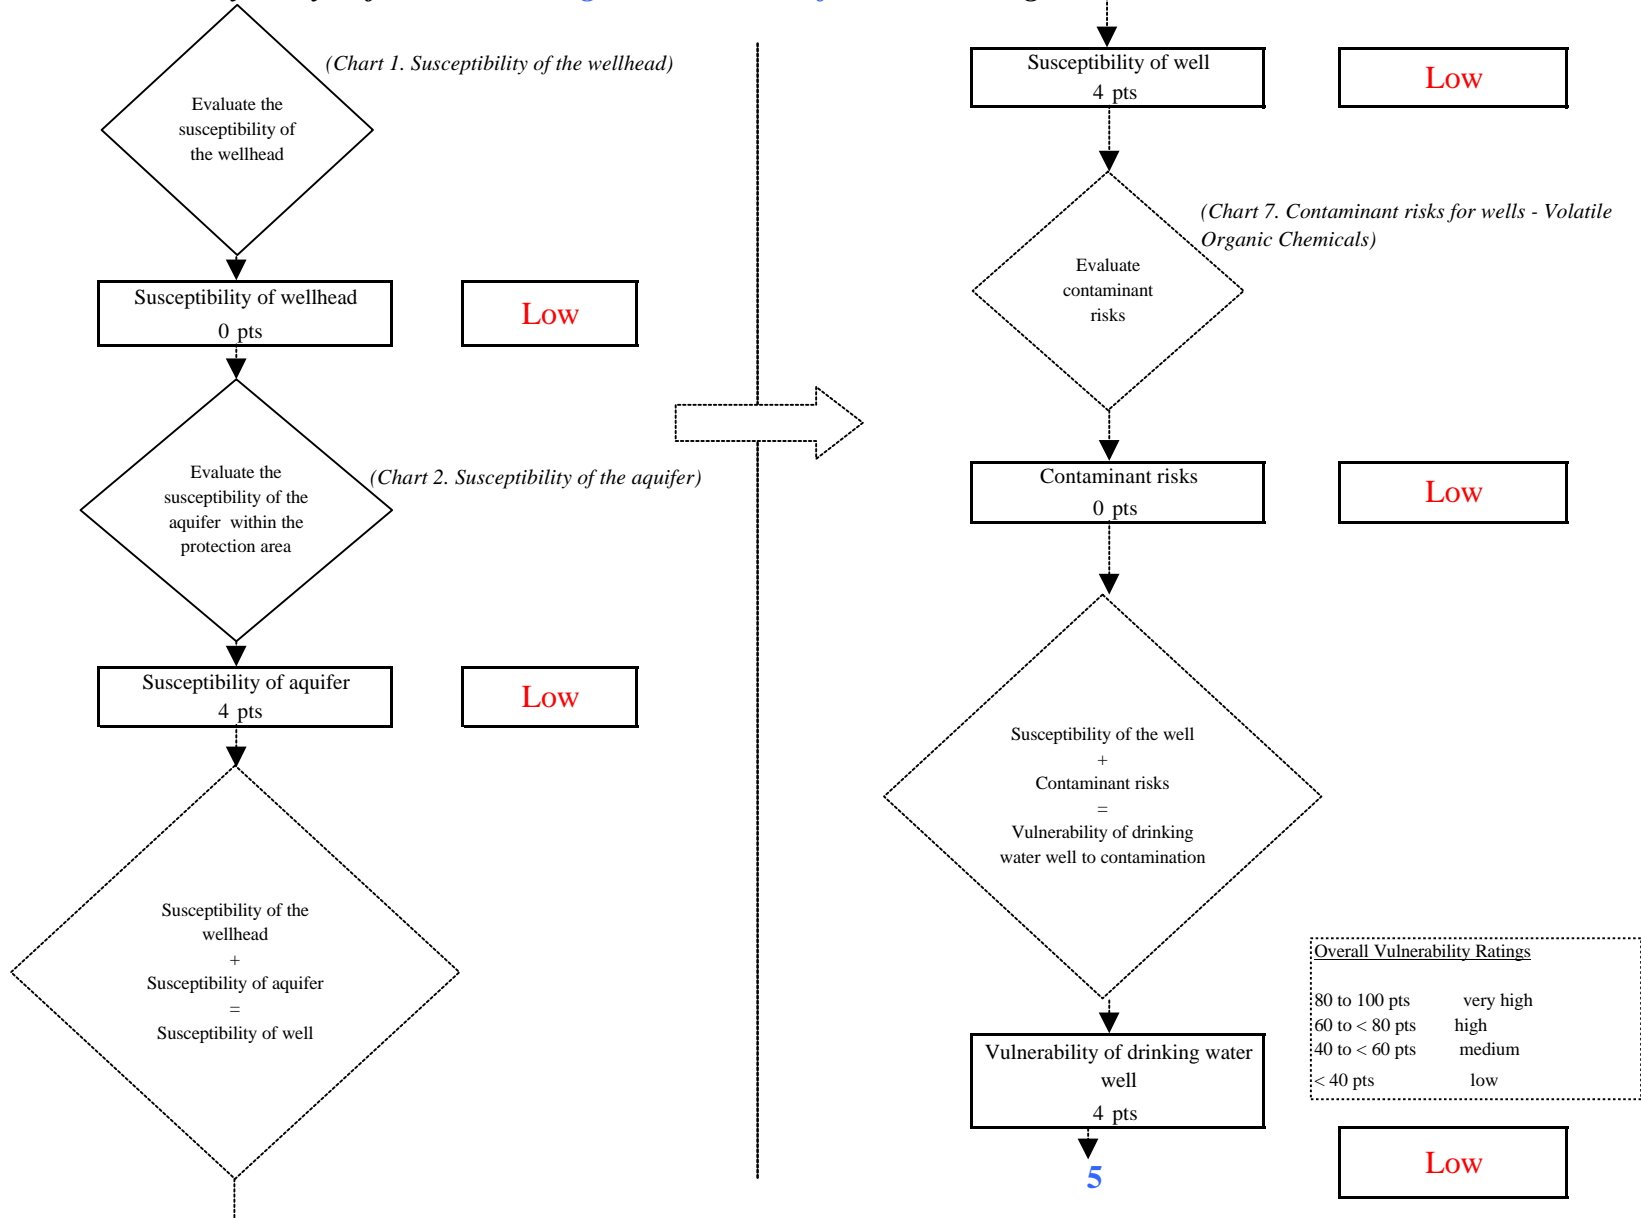 (Chart 1. Susceptibility of the wellhead)
Evaluate the
susceptibility of
the wellhead
Susceptibility of wellhead
0 pts
Low
Evaluate the
susceptibility of the
aquifer within the
protection area
(Chart 2. Susceptibility of the aquifer)
Susceptibility of aquifer
4 pts
Low
Susceptibility of the
wellhead
+
Susceptibility of aquifer
=
Susceptibility of well
Susceptibility of well
4 pts
Low
(Chart 7. Contaminant risks for wells - Volatile
Organic Chemicals)
Evaluate
contaminant
risks
Contaminant risks
0 pts
Low
Susceptibility of the well
+
Contaminant risks
=
Vulnerability of drinking
water well to contamination
Overall Vulnerability Ratings
80 to 100 pts very high
60 to < 80 pts high
40 to < 60 pts medium
< 40 pts low
Vulnerability of drinking water
well
4 pts
5
Low